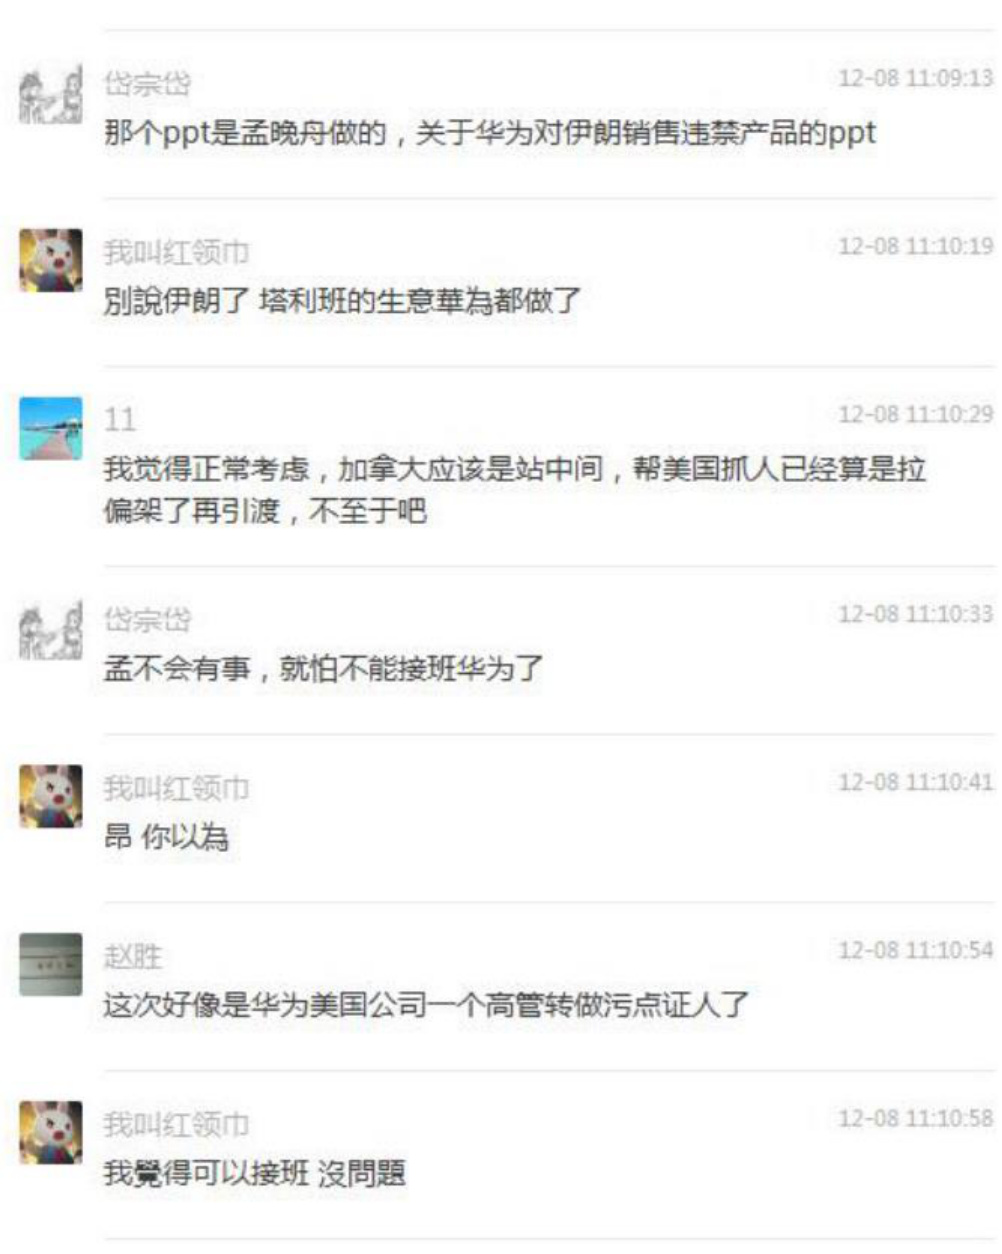 岱宗岱
12-08 11:09:13
那个ppt是孟晚舟做的，关于华为对伊朗销售违禁产品的ppt
我叫红领巾
12-08 11:10:19
別說伊朗了 塔利班的生意華為都做了
11
12-08 11:10:29
我觉得正常考虑，加拿大应该是站中间，帮美国抓人已经算是拉
偏架了再引渡，不至于吧
岱宗岱
12-08 11:10:33
孟不会有事，就怕不能接班华为了
我叫红领巾
12-08 11:10:41
昂 你以為
赵胜
12-08 11:10:54
这次好像是华为美国公司一个高管转做污点证人了
我叫红领巾
12-08 11:10:58
我覺得可以接班 沒問題